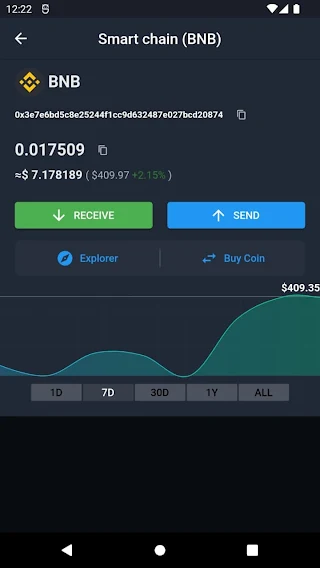 12:22
Smart chain (BNB)
BNB
0x3e7e6bd5c8e25244f1cc9d632487e027bcd20874
0.017509
≈$ 7.178189 ( $409.97 +2.15% )
RECEIVE
SEND
Explorer
Buy Coin
$409.35
1D
7D
30D
1Y
ALL